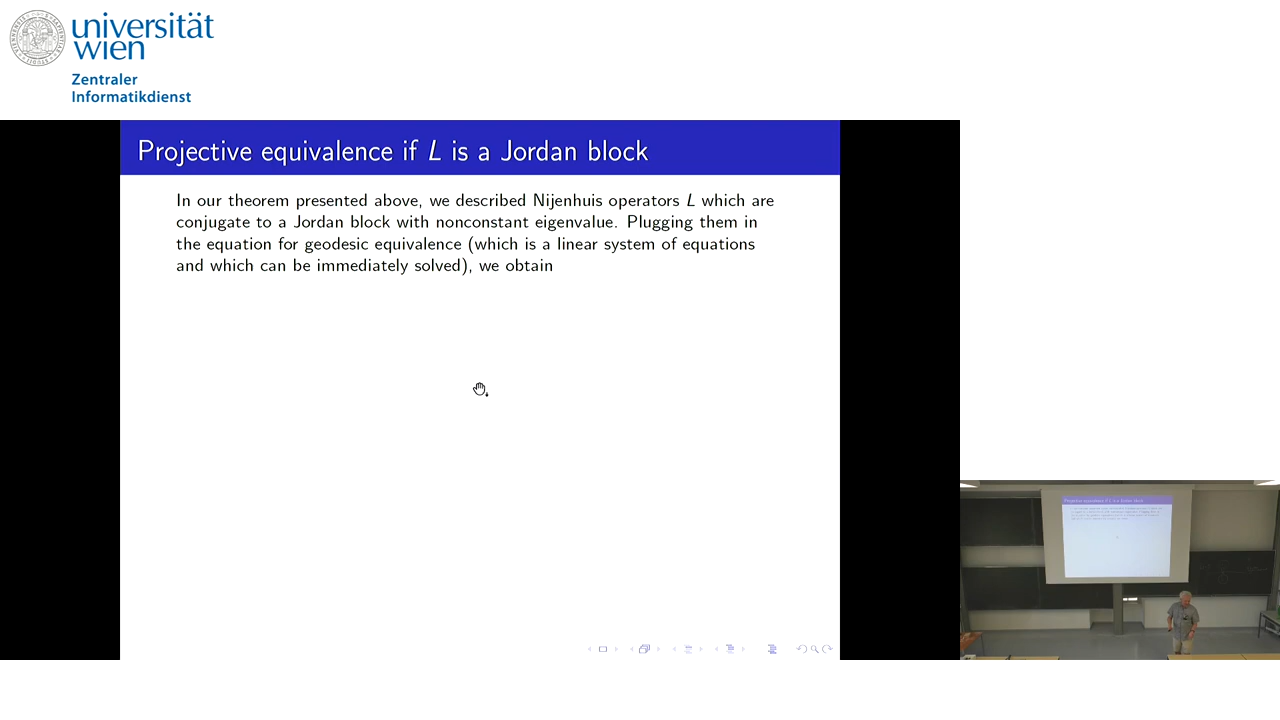 universität
wien
Zentraler
Informatikdienst
Projective equivalence if L is a Jordan block
In our theorem presented above, we described Nijenhuis operators L which are
conjugate to a Jordan block with nonconstant eigenvalue. Plugging them in
the equation for geodesic equivalence (which is a linear system of equations
and which can be immediately solved), we obtain